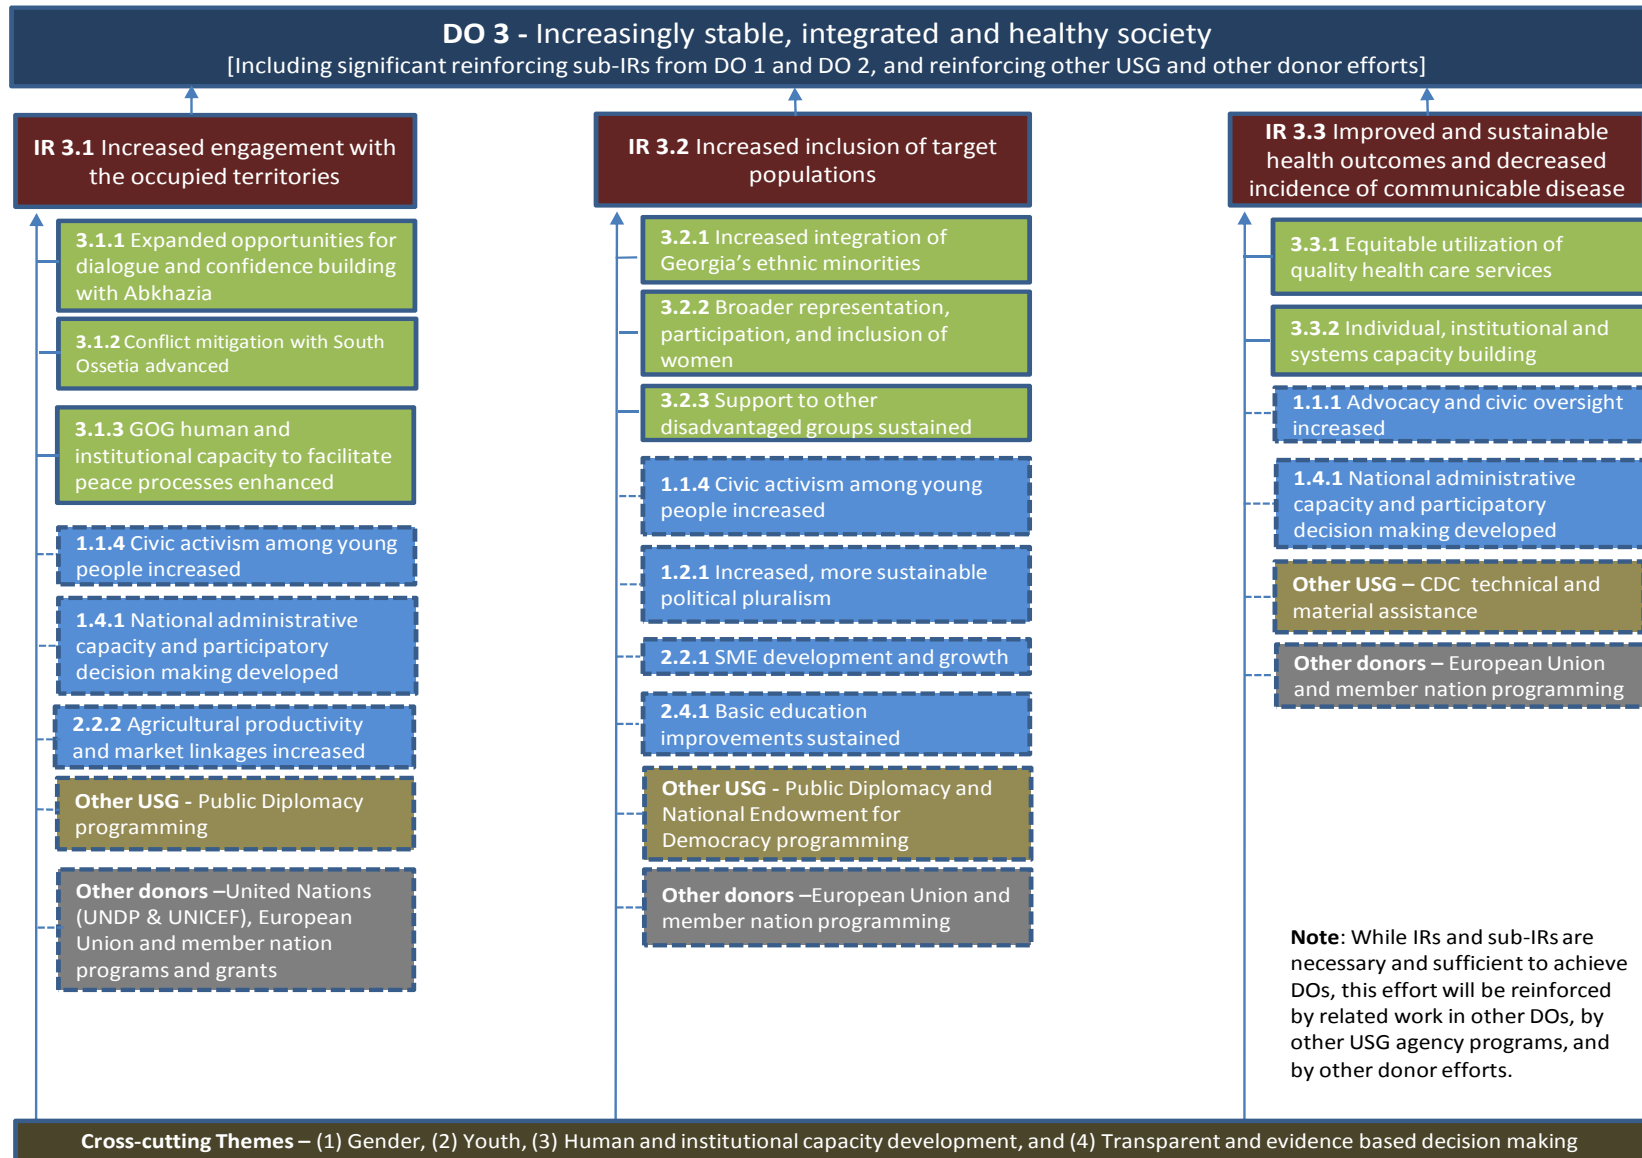 DO 3 - Increasingly stable, integrated and healthy society
[Including significant reinforcing sub-IRs from DO 1 and DO 2, and reinforcing other USG and other donor efforts]
IR 3.1 Increased engagement with
the occupied territories
3.1.1 Expanded opportunities for
dialogue and confidence building
with Abkhazia
3.1.2 Conflict mitigation with South
Ossetia advanced
3.1.3 GOG human and
institutional capacity to facilitate
peace processes enhanced
1.1.4 Civic activism among young
people increased
1.4.1 National administrative
capacity and participatory
decision making developed
2.2.2 Agricultural productivity
and market linkages increased
Other USG - Public Diplomacy
programming
Other donors –United Nations
(UNDP & UNICEF), European
Union and member nation
programs and grants
IR 3.2 Increased inclusion of target
populations
3.2.1 Increased integration of
Georgia’s ethnic minorities
3.2.2 Broader representation,
participation, and inclusion of
women
3.2.3 Support to other
disadvantaged groups sustained
1.1.4 Civic activism among young
people increased
1.2.1 Increased, more sustainable
political pluralism
2.2.1 SME development and growth
2.4.1 Basic education
improvements sustained
Other USG - Public Diplomacy and
National Endowment for
Democracy programming
Other donors –European Union and
member nation programming
IR 3.3 Improved and sustainable
health outcomes and decreased
incidence of communicable disease
3.3.1 Equitable utilization of
quality health care services
3.3.2 Individual, institutional and
systems capacity building
1.1.1 Advocacy and civic oversight
increased
1.4.1 National administrative
capacity and participatory
decision making developed
Other USG – CDC technical and
material assistance
Other donors – European Union
and member nation programming
Note: While IRs and sub-IRs are
necessary and sufficient to achieve
DOs, this effort will be reinforced
by related work in other DOs, by
other USG agency programs, and
by other donor efforts.
Cross-cutting Themes – (1) Gender, (2) Youth, (3) Human and institutional capacity development, and (4) Transparent and evidence based decision making